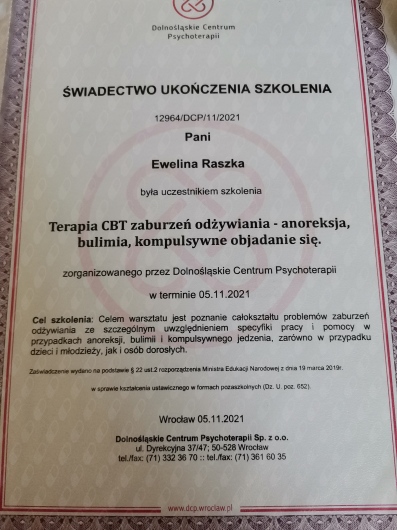 Dolnośląskie Centrum
Psychoterapii
ŚWIADECTWO UKOŃCZENIA SZKOLENIA
12964/DCP/11/2021
Pani
Ewelina Raszka
była uczestnikiem szkolenia
Terapia CBT zaburzeń odżywiania - anoreksja,
bulimia, kompulsywne objadanie się.
zorganizowanego przez Dolnośląskie Centrum Psychoterapii
w terminie 05.11.2021
Cel szkolenia: Celem warsztatu jest poznanie całokształtu problemów zaburzeń
odżywiania ze szczególnym uwzględnieniem specyfiki pracy i pomocy w
przypadkach anoreksji, bulimii i kompulsywnego jedzenia, zarówno w przypadku
dzieci i młodzieży, jak i osób dorosłych.
Zaświadczenie wydano na podstawie § 22 ust.2 rozporządzenia Ministra Edukacji Narodowej z dnia 19 marca 2019r.
w sprawie kształcenia ustawicznego w formach pozaszkolnych (Dz. U. poz. 652).
Wrocław 05.11.2021
Dolnośląskie Centrum Psychoterapii Sp. z o.o.
ul. Dyrekcyjna 37/47; 50-528 Wrocław
tel./fax: (71) 332 36 70 :: tel./fax: (71) 361 60 35
www.dcp.wroclaw.pl